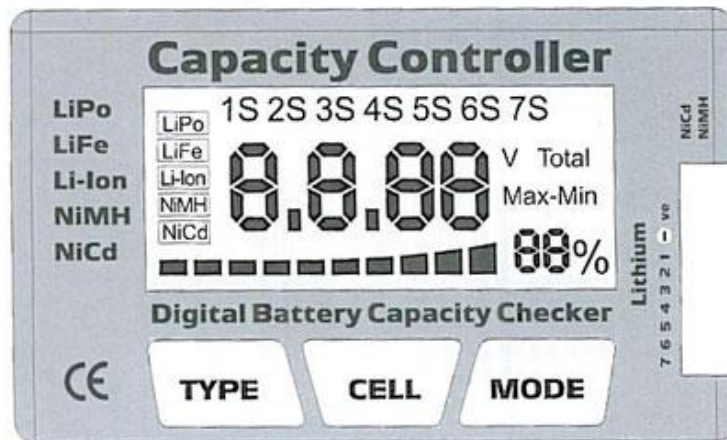 Capacity Controller
LiPo
LiFe
Li-Ion
NiMH
NiCd
LiPo
LiFe
Li-Ion
NiMH
NiCd
1S 2S 3S 4S 5S 6S 7S
8.8.88
V Total
Max-Min
88%
Digital Battery Capacity Checker
CE
TYPE
CELL
MODE
NiCd
NiMH
Lithium
7 6 5 4 3 2 1 - ve